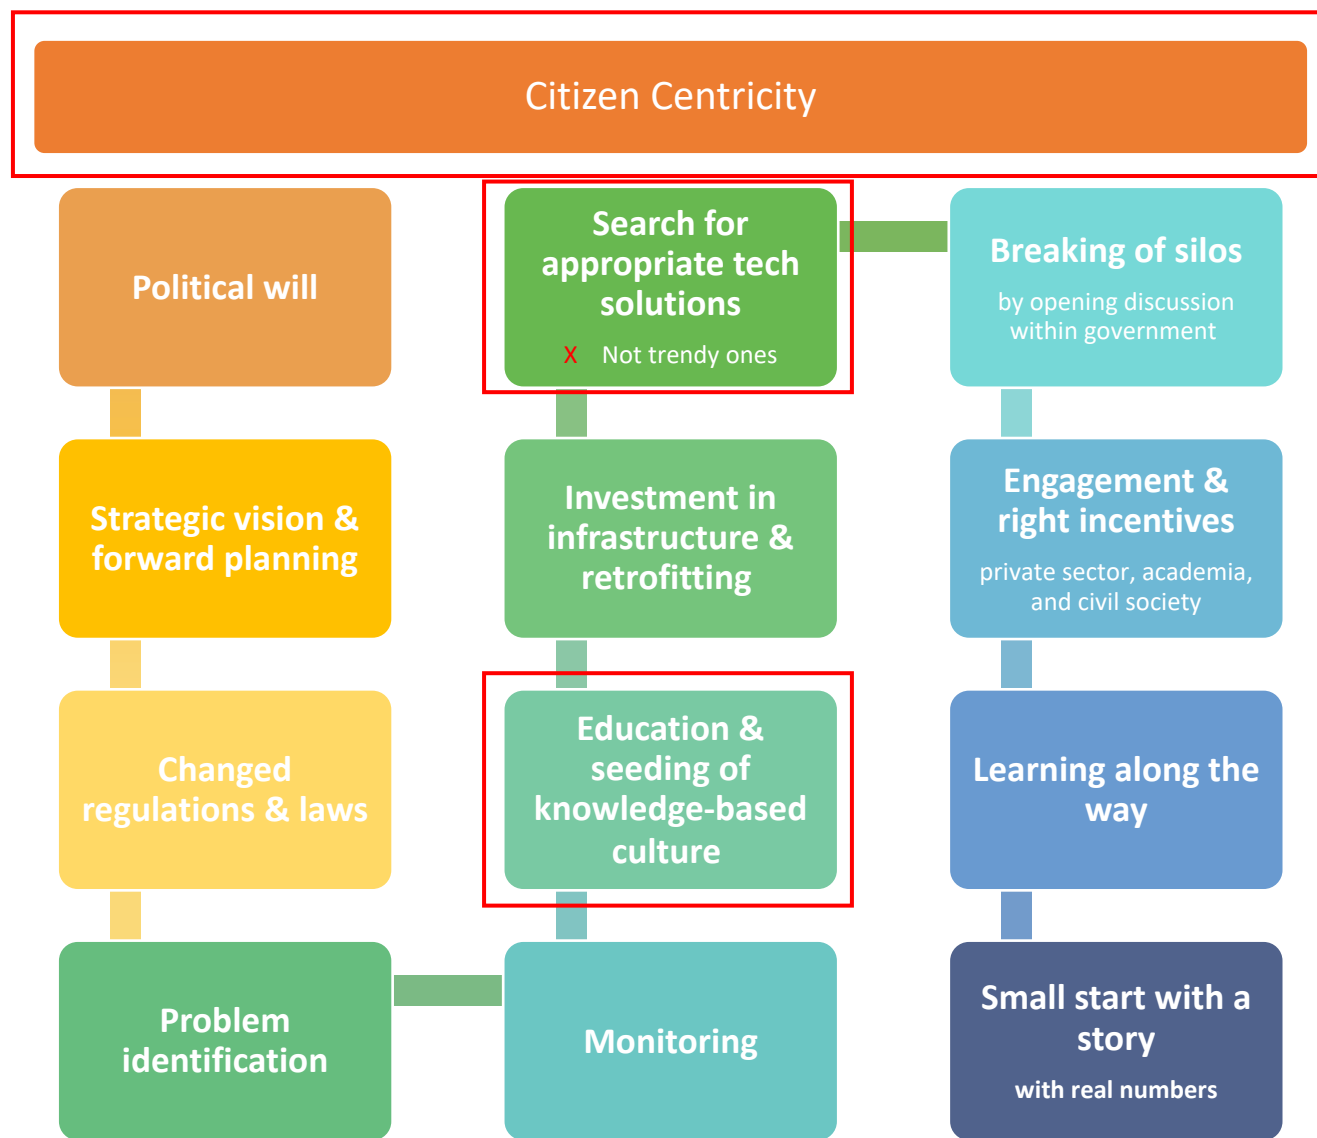 Citizen Centricity
Political will
Strategic vision &
forward planning
Changed
regulations & laws
Problem
identification
Monitoring
Education &
seeding of
knowledge-based
culture
Investment in
infrastructure &
retrofitting
Search for
appropriate tech
solutions
X Not trendy ones
Breaking of silos
by opening discussion
within government
Engagement &
right incentives
private sector, academia,
and civil society
Learning along the
way
Small start with a
story
with real numbers